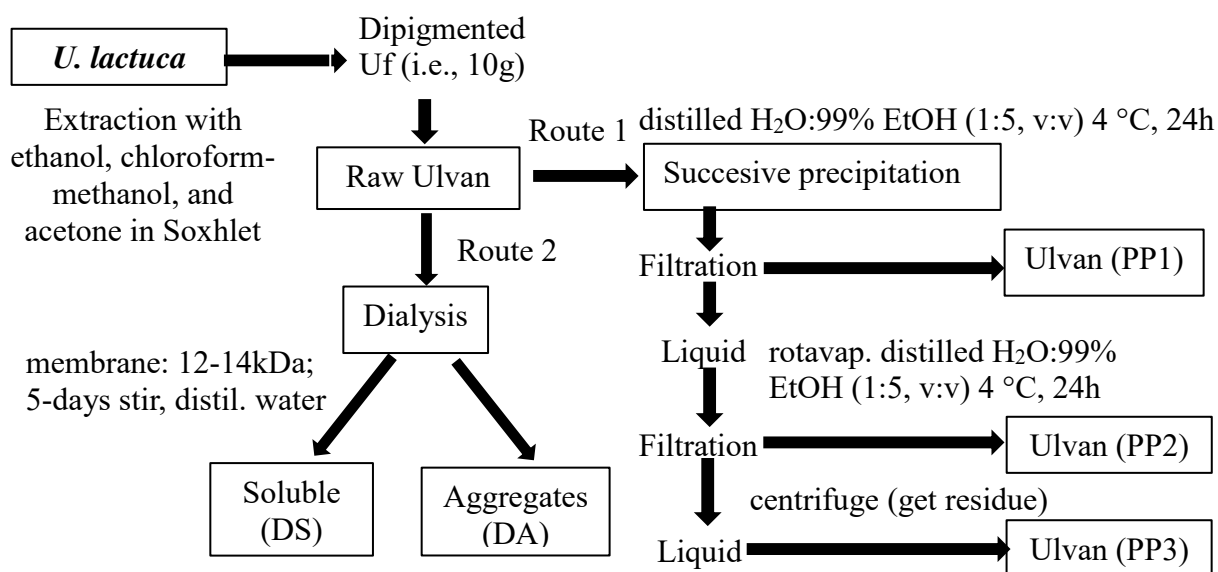 U. lactuca
Dipigmented
Uf (i.e., 10g)
Extraction with
ethanol, chloroform-
methanol, and
acetone in Soxhlet
Raw Ulvan
Route 1
distilled H₂O:99% EtOH (1:5, v:v) 4 °C, 24h
Succesive precipitation
Route 2
Filtration
Ulvan (PP1)
Dialysis
membrane: 12-14kDa;
5-days stir, distil. water
Liquid
rotavap. distilled H₂O:99%
EtOH (1:5, v:v) 4 °C, 24h
Filtration
Ulvan (PP2)
Soluble
(DS)
Aggregates
(DA)
centrifuge (get residue)
Liquid
Ulvan (PP3)